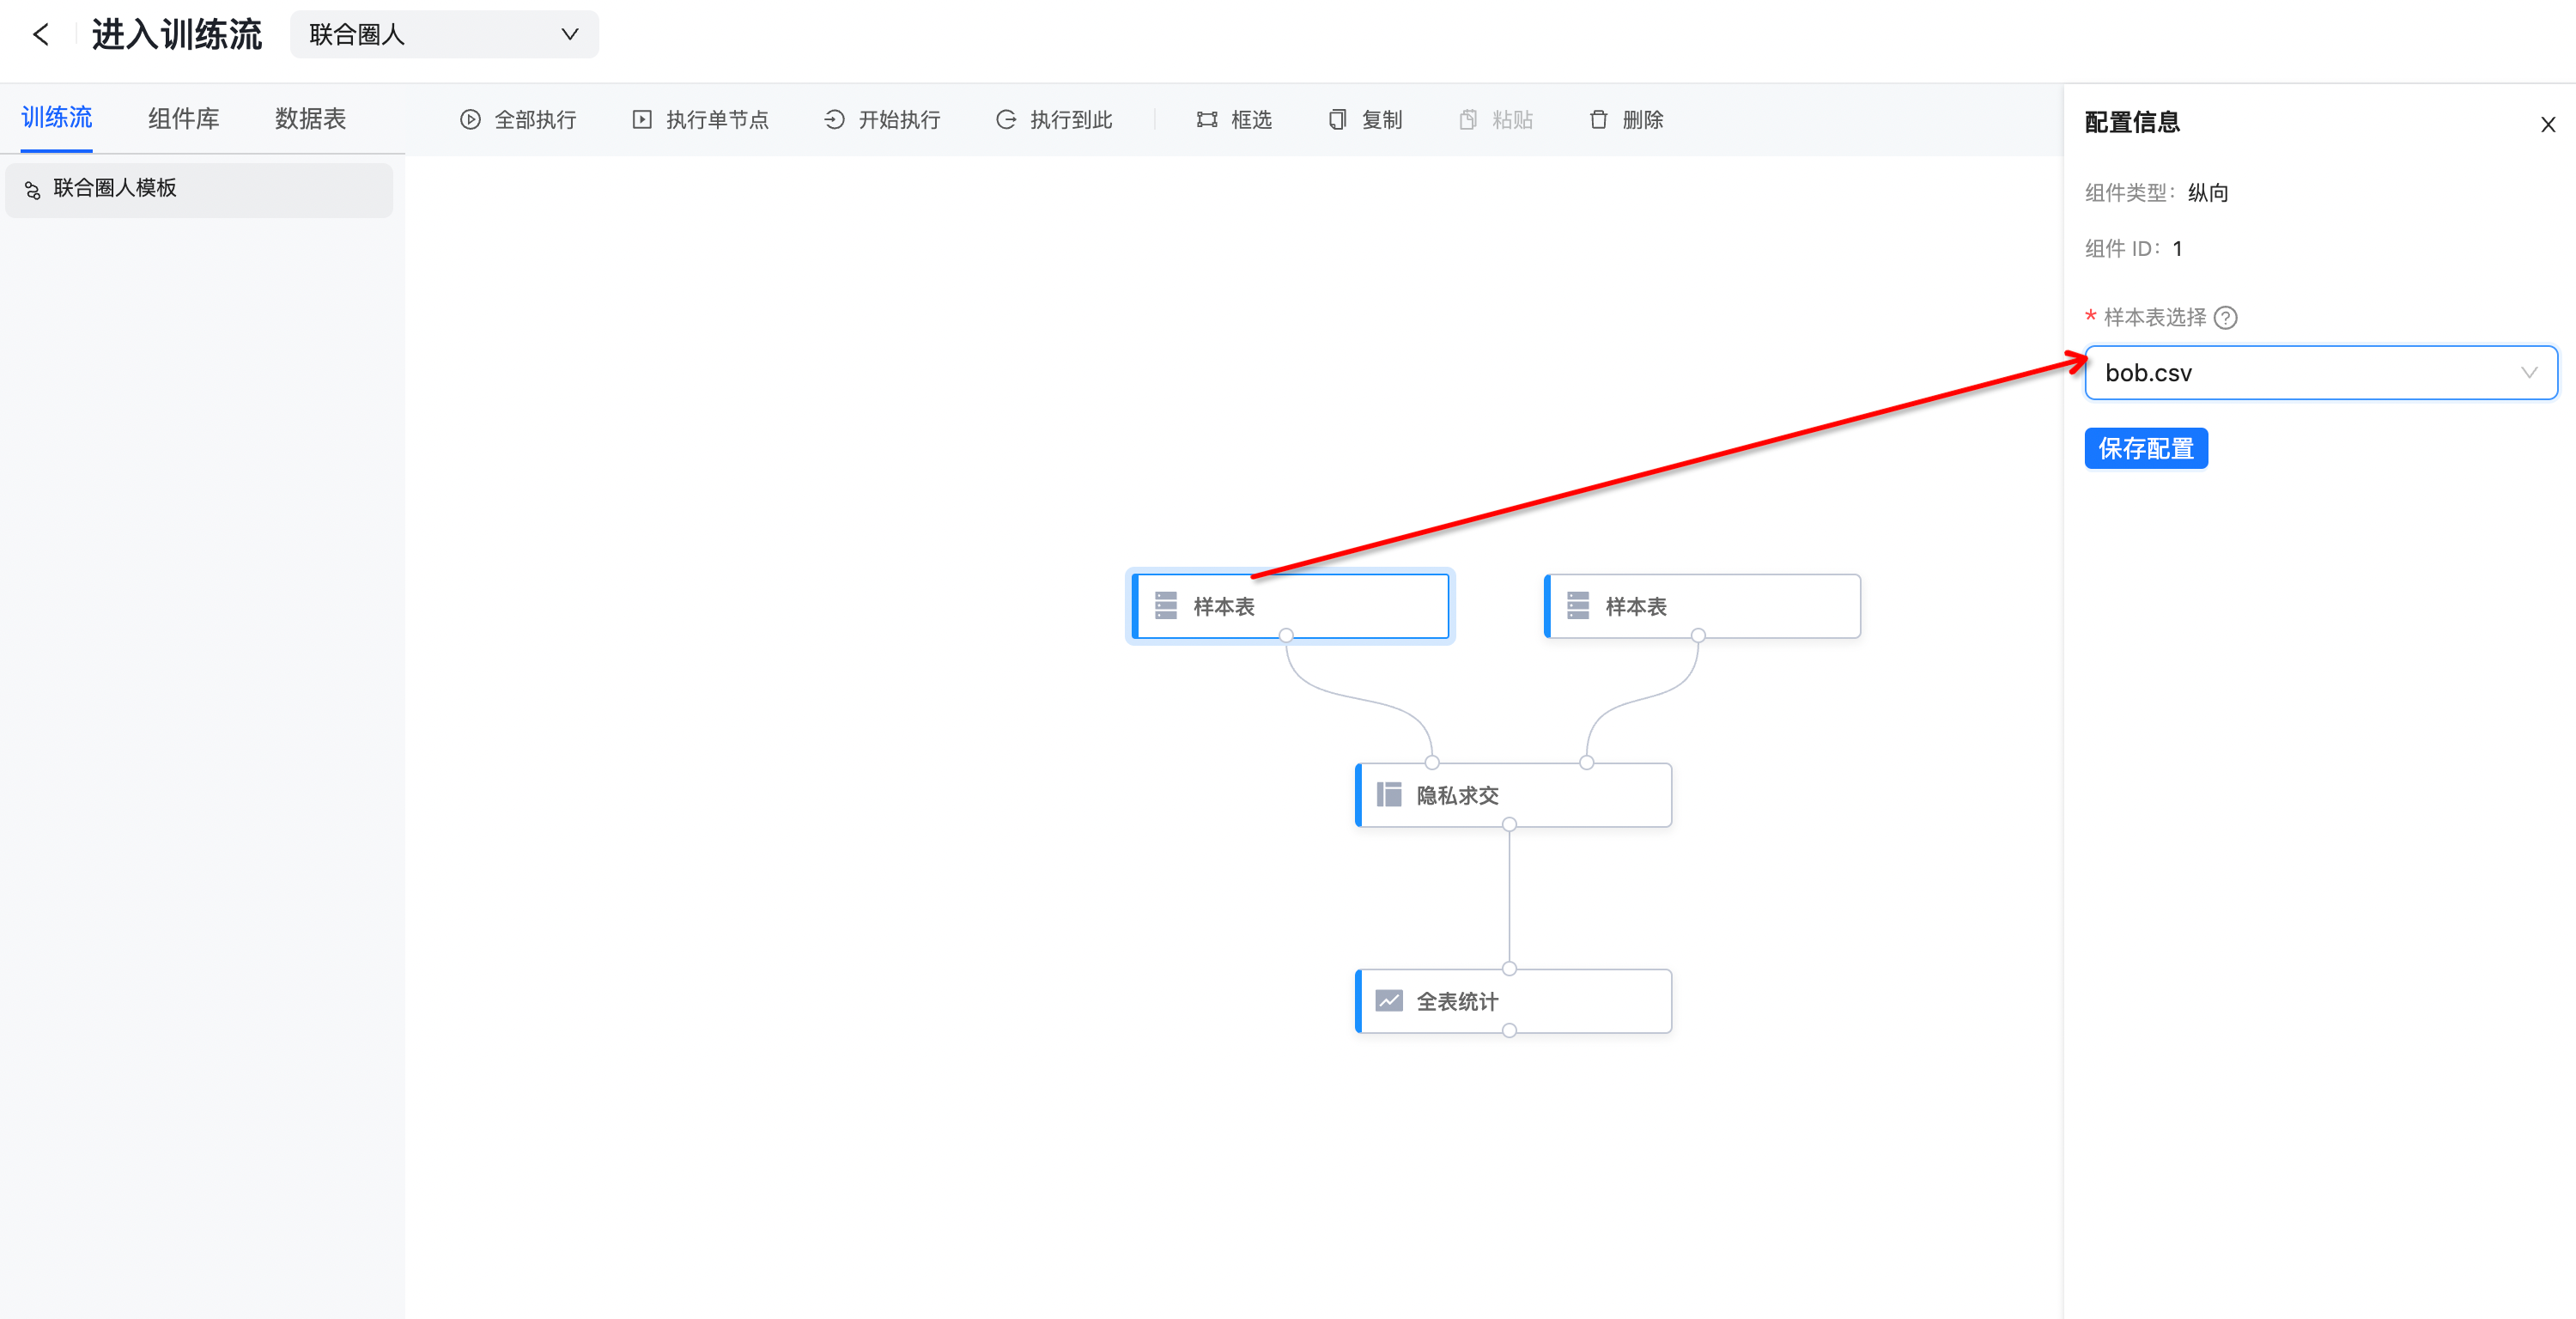 进入训练流
联合圈人
训练流 组件库 数据表
全部执行 执行单节点 开始执行 执行到此 框选 复制 粘贴 删除
联合圈人模板
配置信息
组件类型：纵向
组件 ID：1
* 样本表选择 ?
bob.csv
保存配置
样本表 样本表
隐私求交
全表统计